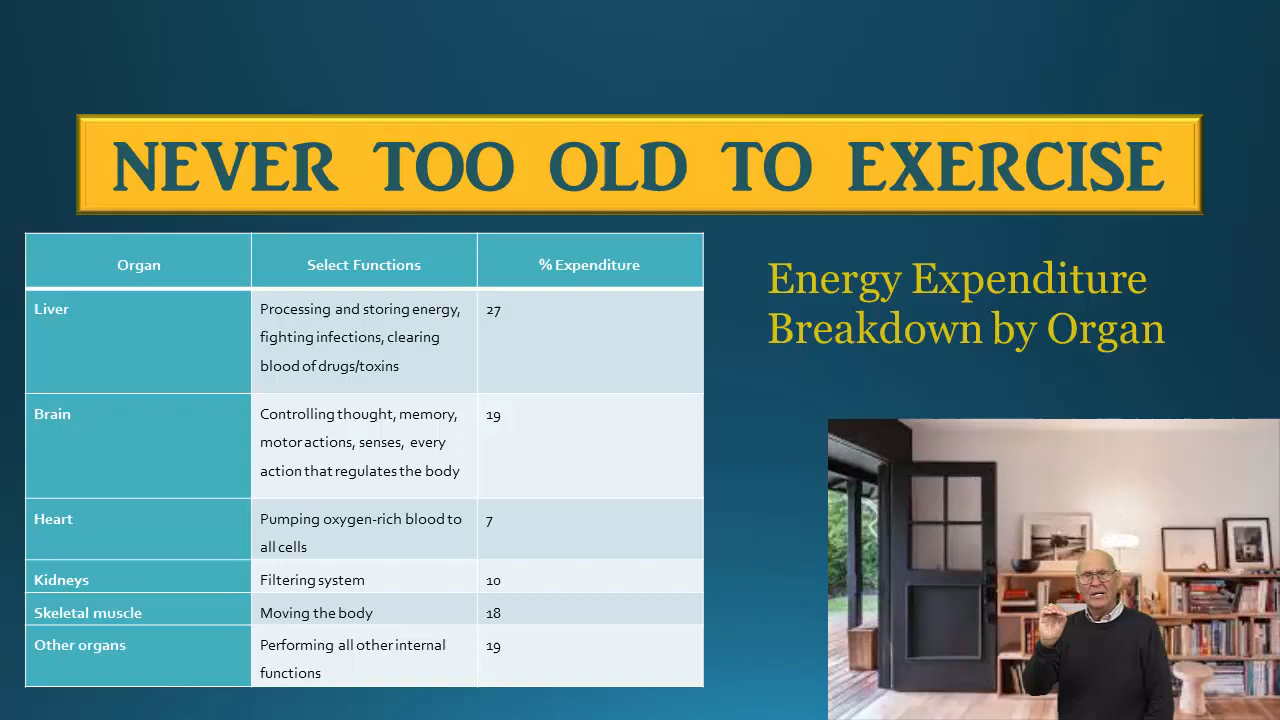 NEVER TOO OLD TO EXERCISE
Organ Select Functions % Expenditure
Liver Processing and storing energy, 27
fighting infections, clearing
blood of drugs/toxins
Brain Controlling thought, memory, 19
motor actions, senses, every
action that regulates the body
Heart Pumping oxygen-rich blood to 7
all cells
Kidneys Filtering system 10
Skeletal muscle Moving the body 18
Other organs Performing all other internal 19
functions
Energy Expenditure
Breakdown by Organ